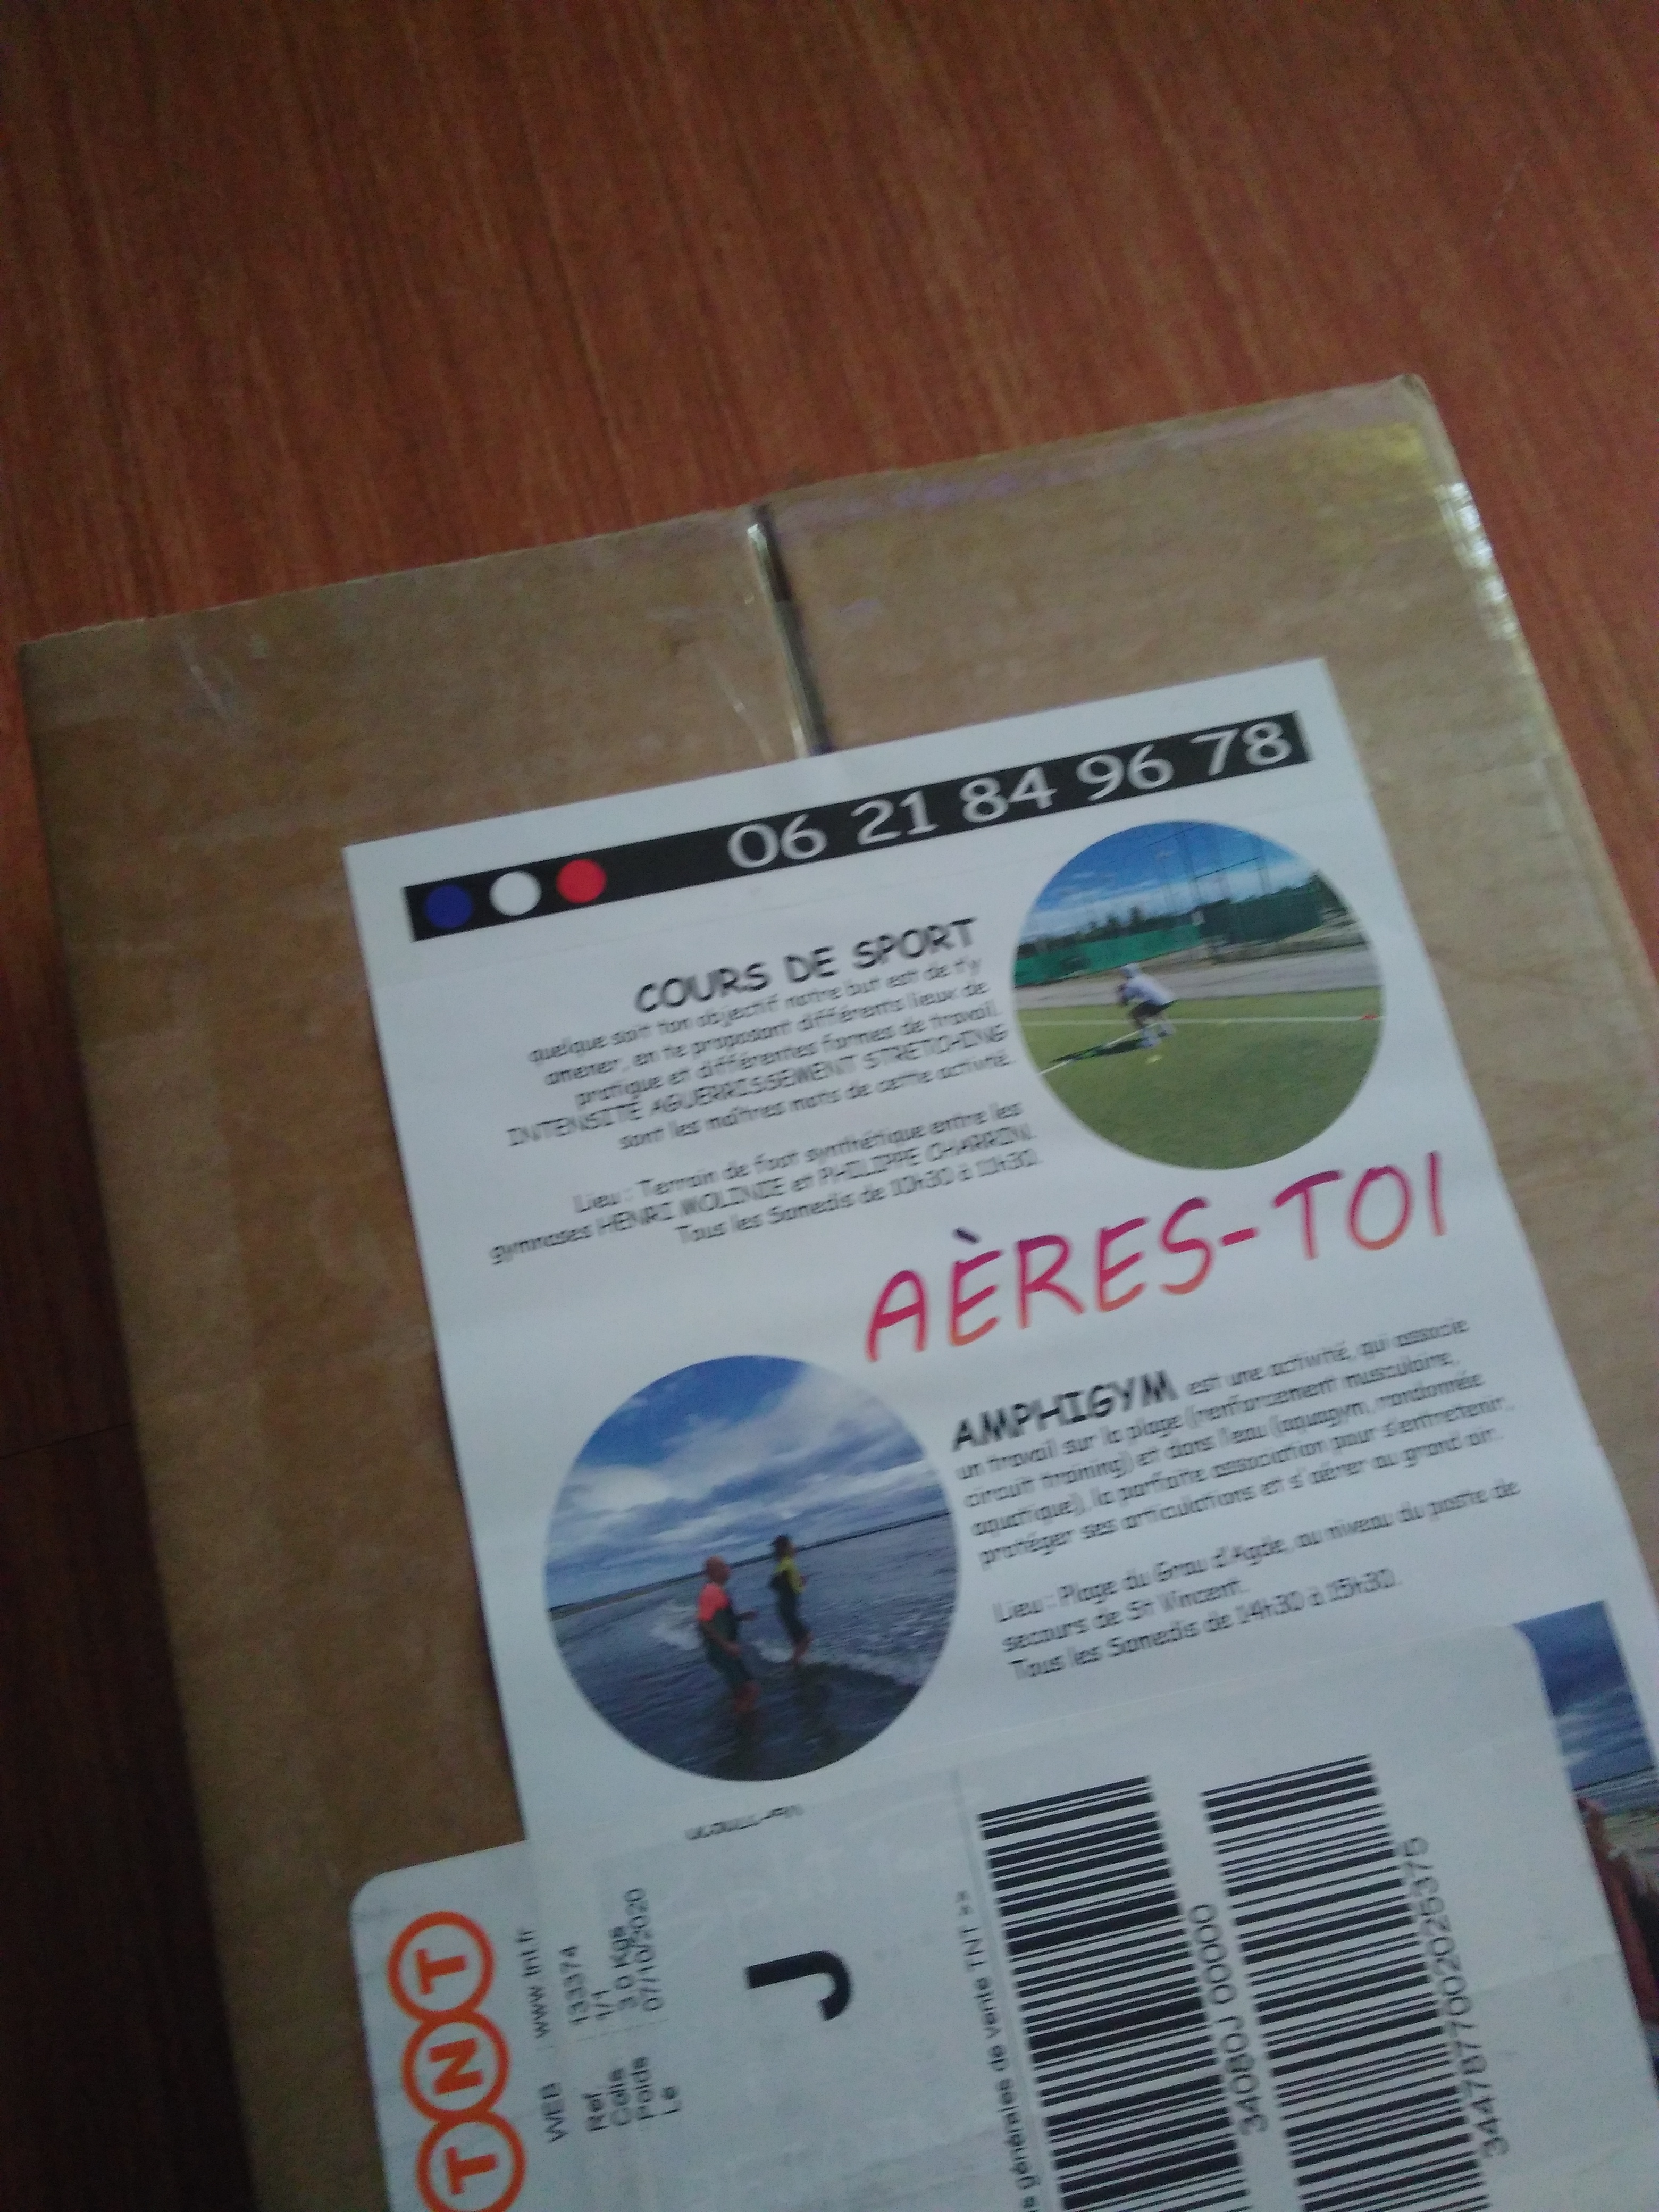 06 21 84 96 78
COURS DE SPORT
quelque soit ton objectif notre but est de t'y
amener, en te proposant différents lieux de
pratique et différentes formes de travail.
INTENSITÉ AGUERRISSEMENT STRETCHING
sont les maîtres mots de cette activité.
Lieu : Terrain de foot synthétique entre les
gymnases HENRI MOLINIE et PHILIPPE CHARRIN.
Tous les Samedis de 10h30 à 11h30.
AÈRES-TOI
AMPHIGYM est une activité, qui associe
un travail sur la plage (renforcement musculaire,
circuit training) et dans l'eau (aquagym, randonnée
aquatique), la parfaite association pour s'entretenir,
protéger ses articulations et s'aérer au grand air.
Lieu : Plage du Grau d'Agde, au niveau du poste de
secours de St Vincent.
Tous les Samedis de 14h30 à 15h30.
TNT
WEB : www.tnt.fr
Ref : 133374
Colis : 1/1
Poids : 3.0 Kgs
Le : 07/10/2020
J
générales de vente TNT >>
34080J 00000